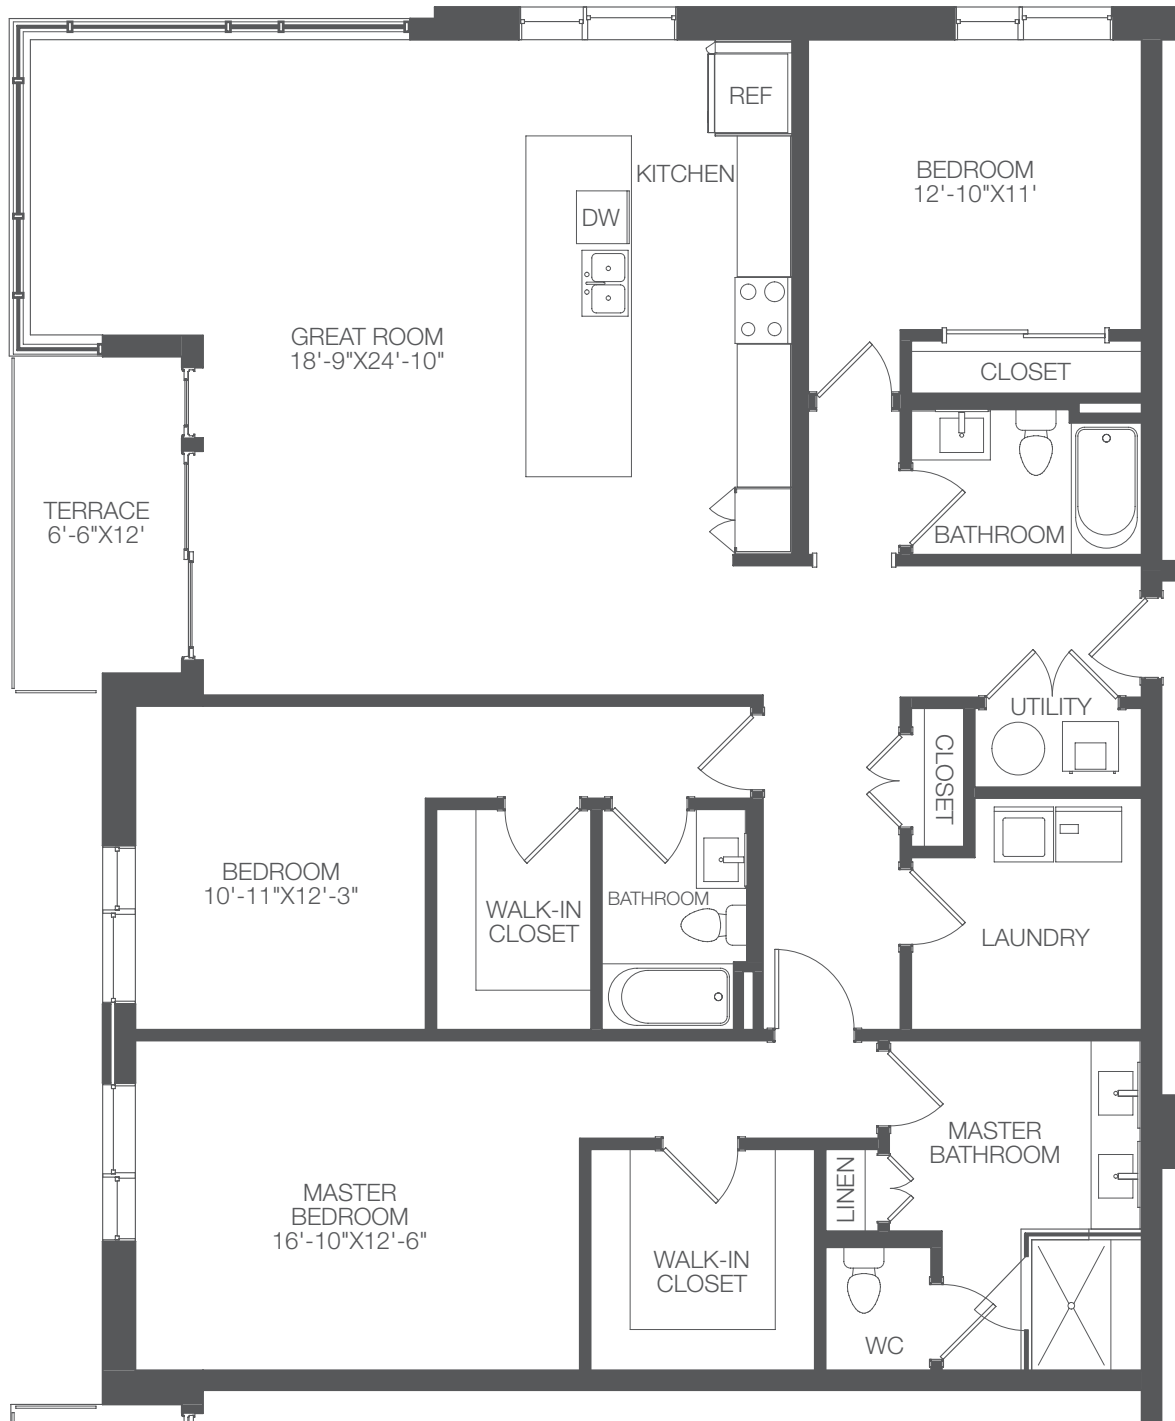 REF
KITCHEN
BEDROOM
12'-10"X11'
DW
GREAT ROOM
18'-9"X24'-10"
CLOSET
TERRACE
6'-6"X12'
BATHROOM
UTILITY
CLOSET
BEDROOM
10'-11"X12'-3"
WALK-IN
CLOSET
BATHROOM
LAUNDRY
MASTER
BATHROOM
LINEN
MASTER
BEDROOM
16'-10"X12'-6"
WALK-IN
CLOSET
WC